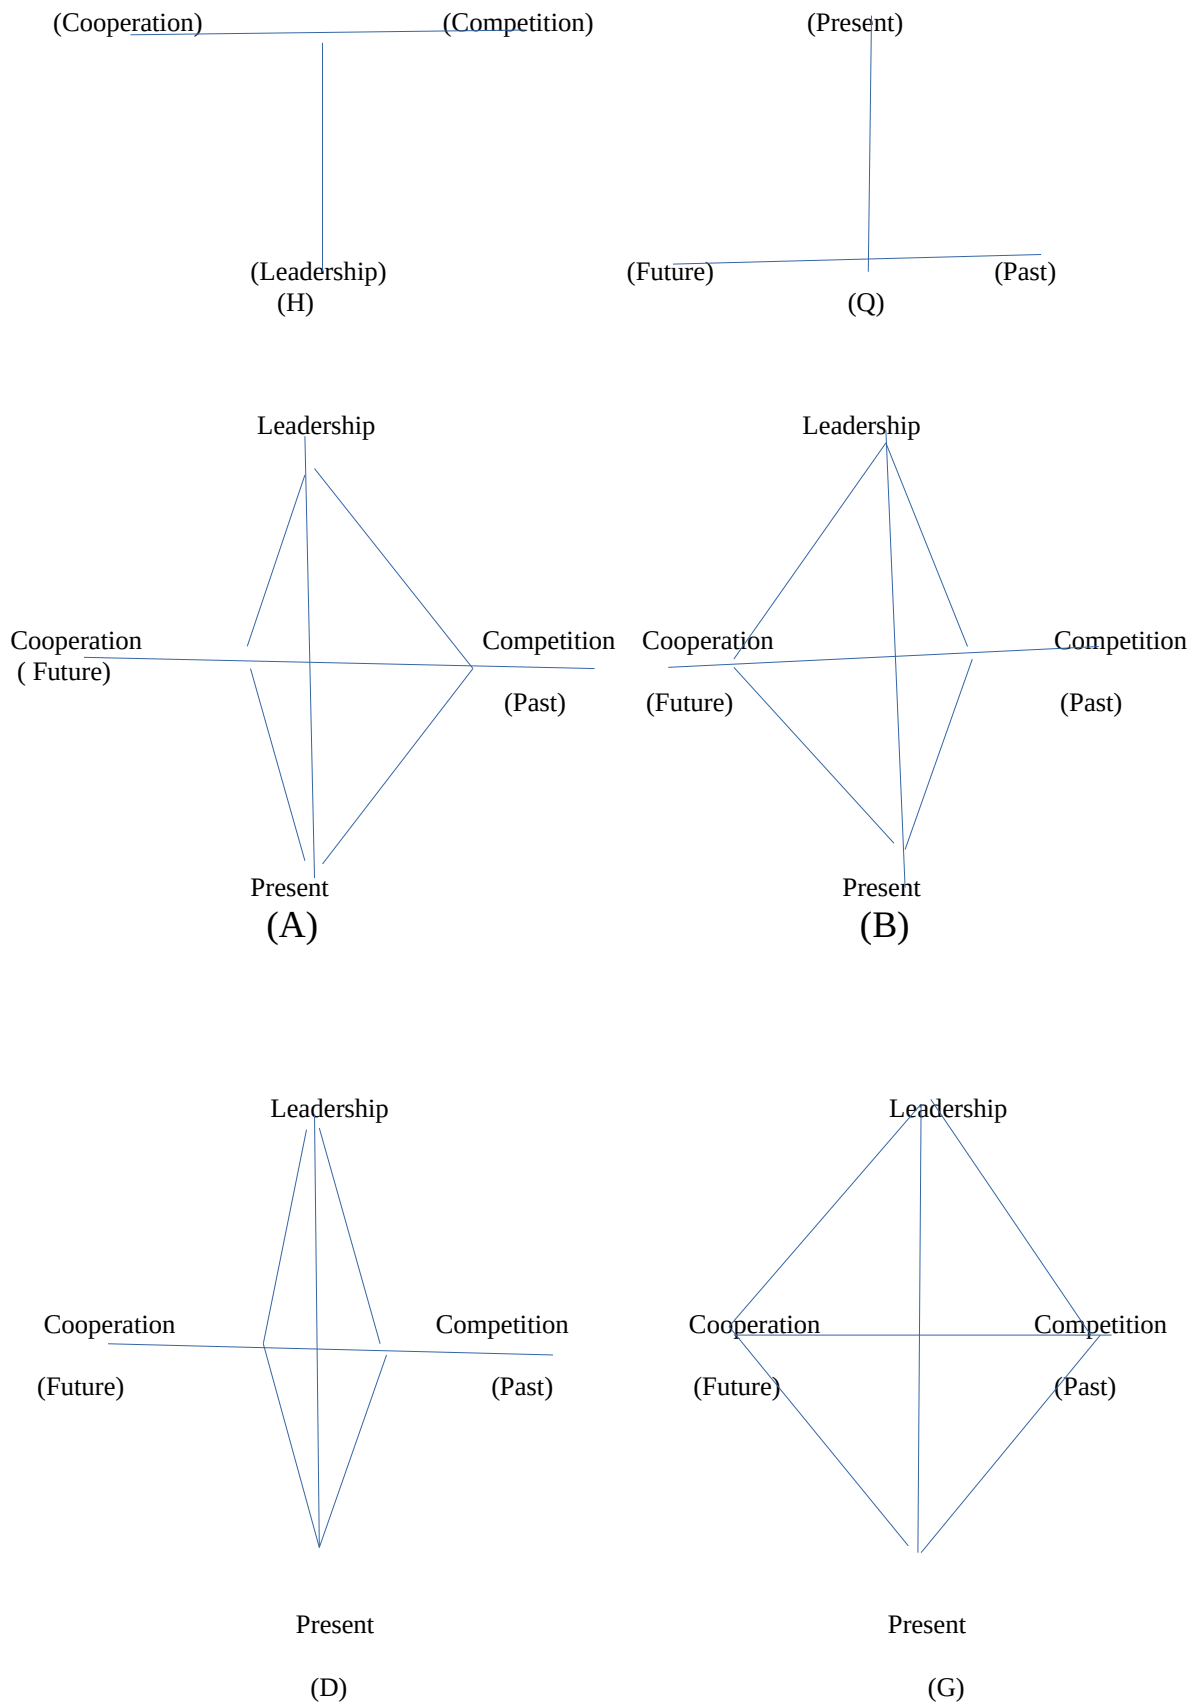 (Cooperation) (Competition) (Present)
(Leadership) (Future) (Past)
(H) (Q)
Leadership Leadership
Cooperation Competition Cooperation Competition
( Future)
(Past) (Future) (Past)
Present Present
(A) (B)
Leadership Leadership
Cooperation Competition Cooperation Competition
(Future) (Past) (Future) (Past)
Present Present
(D) (G)